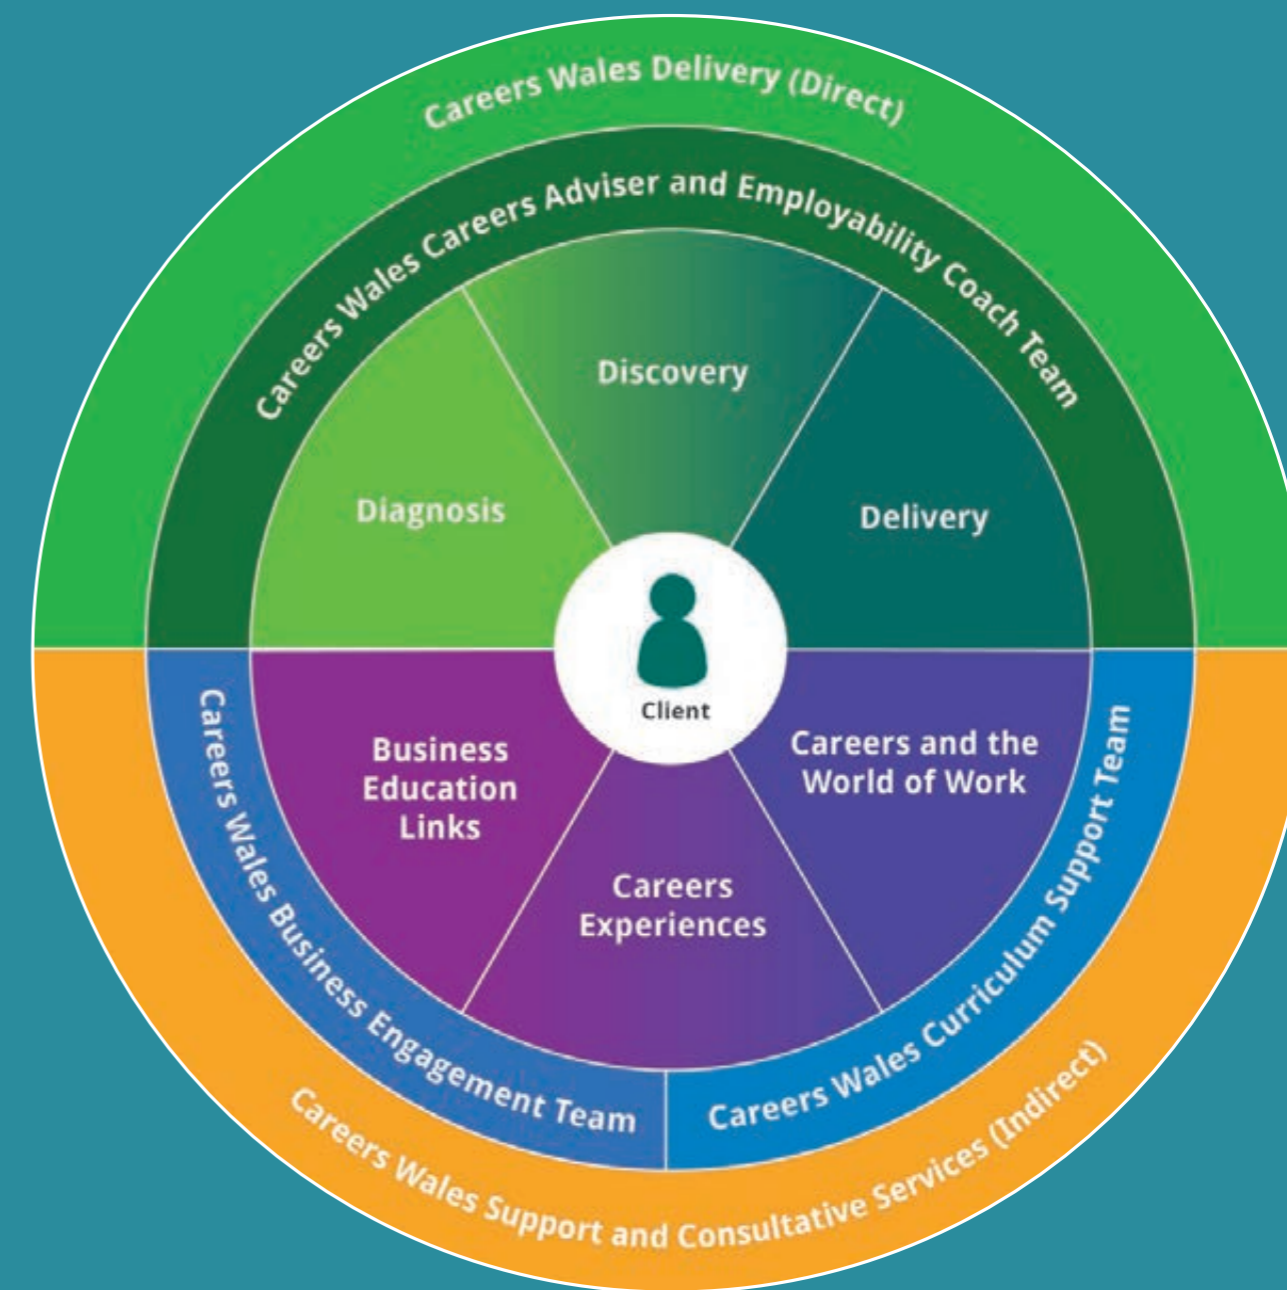 Careers Wales Delivery (Direct)
Careers Wales Careers Adviser and Employability Coach Team
Discovery
Diagnosis
Delivery
Client
Business
Education
Links
Careers and the
World of Work
Careers
Experiences
Careers Wales Business Engagement Team
Careers Wales Curriculum Support Team
Careers Wales Support and Consultative Services (Indirect)